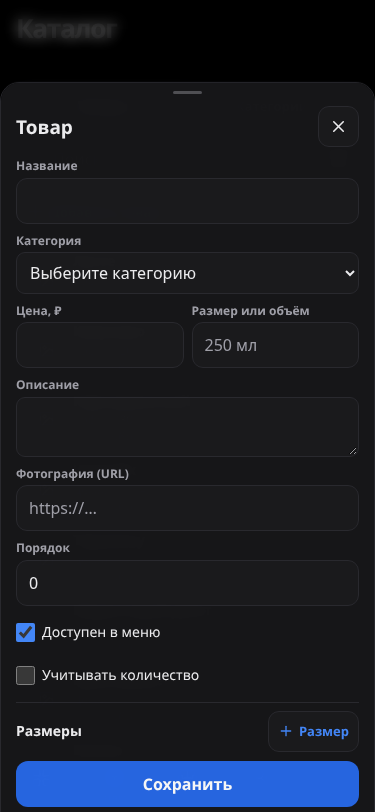 Каталог
Товар
Название
Категория
Выберите категорию
Цена, ₽ Размер или объём
250 мл
Описание
Фотография (URL)
https://...
Порядок
0
Доступен в меню
Учитывать количество
Размеры + Размер
Сохранить